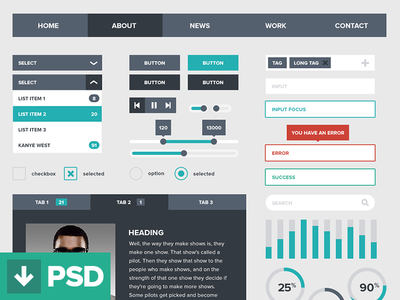 HOME ABOUT NEWS WORK CONTACT
SELECT
SELECT
LIST ITEM 1 8
LIST ITEM 2 20
LIST ITEM 3
KANYE WEST 91
checkbox selected
BUTTON BUTTON
BUTTON BUTTON
120 13000
option selected
TAG LONG TAG
INPUT
INPUT FOCUS
YOU HAVE AN ERROR
ERROR
SUCCESS
SEARCH
TAB 1 21 TAB 2 1 TAB 3
HEADING
Well, the way they make shows is, they
make one show. That show's called a
pilot. Then they show that show to the
people who make shows, and on the
strength of that one show they decide if
they're going to make more shows.
Some pilots get picked and become
25% 90%
PSD